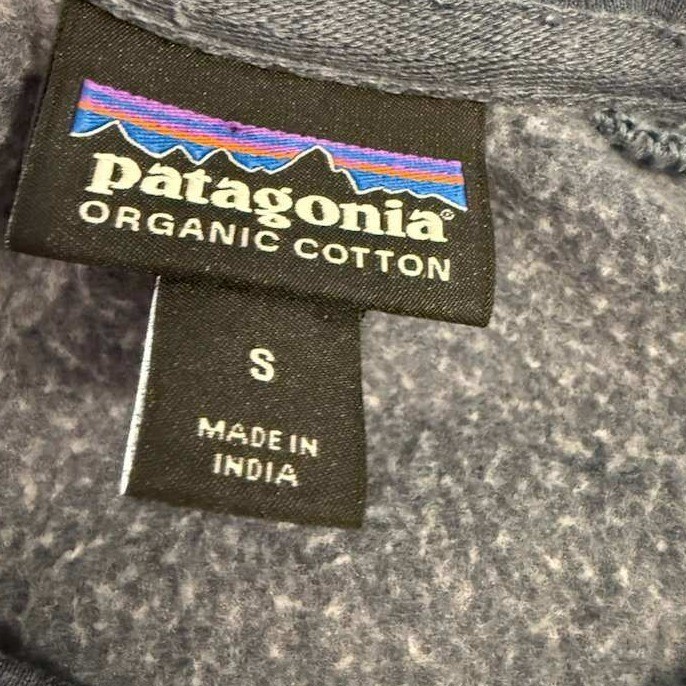 patagonia®
ORGANIC COTTON
S
MADE IN
INDIA